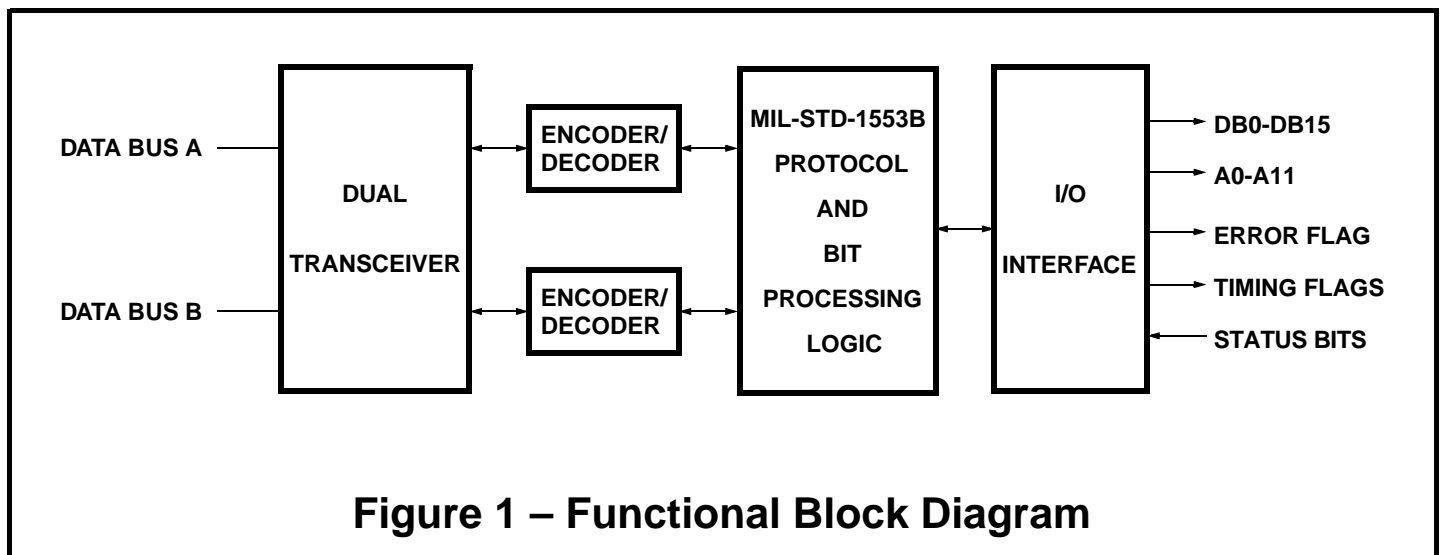 DATA BUS A
DATA BUS B
DUAL
TRANSCEIVER
ENCODER/
DECODER
ENCODER/
DECODER
MIL-STD-1553B
PROTOCOL
AND
BIT
PROCESSING
LOGIC
I/O
INTERFACE
DB0-DB15
A0-A11
ERROR FLAG
TIMING FLAGS
STATUS BITS
Figure 1 – Functional Block Diagram